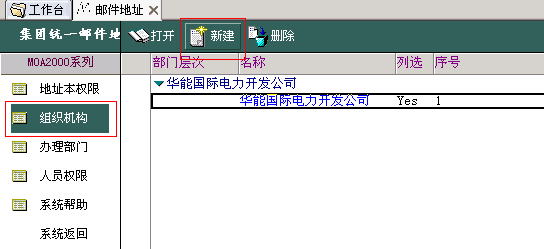 工作台 邮件地址
集团统一邮件地 打开 新建 删除
MOA2000系列 部门层次 名称 列选 序号
地址本权限 华能国际电力开发公司
组织机构 华能国际电力开发公司 Yes 1
办理部门
人员权限
系统帮助
系统返回